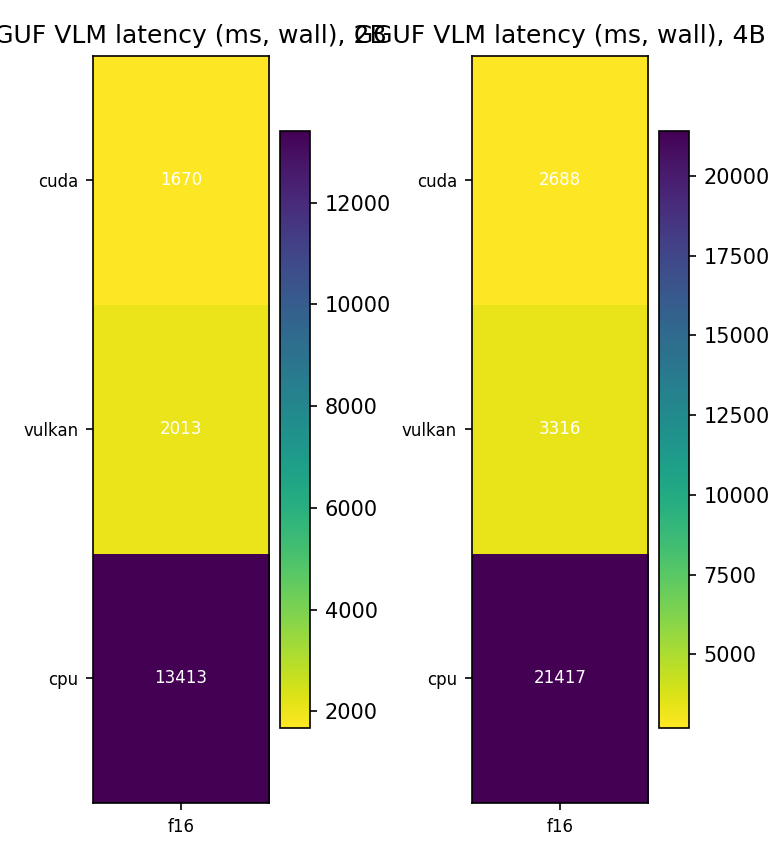 GUF VLM latency (ms, wall), 2B
GGUF VLM latency (ms, wall), 4B
cuda
1670
vulkan
2013
cpu
13413
f16
12000
10000
8000
6000
4000
2000
cuda
2688
vulkan
3316
cpu
21417
f16
20000
17500
15000
12500
10000
7500
5000